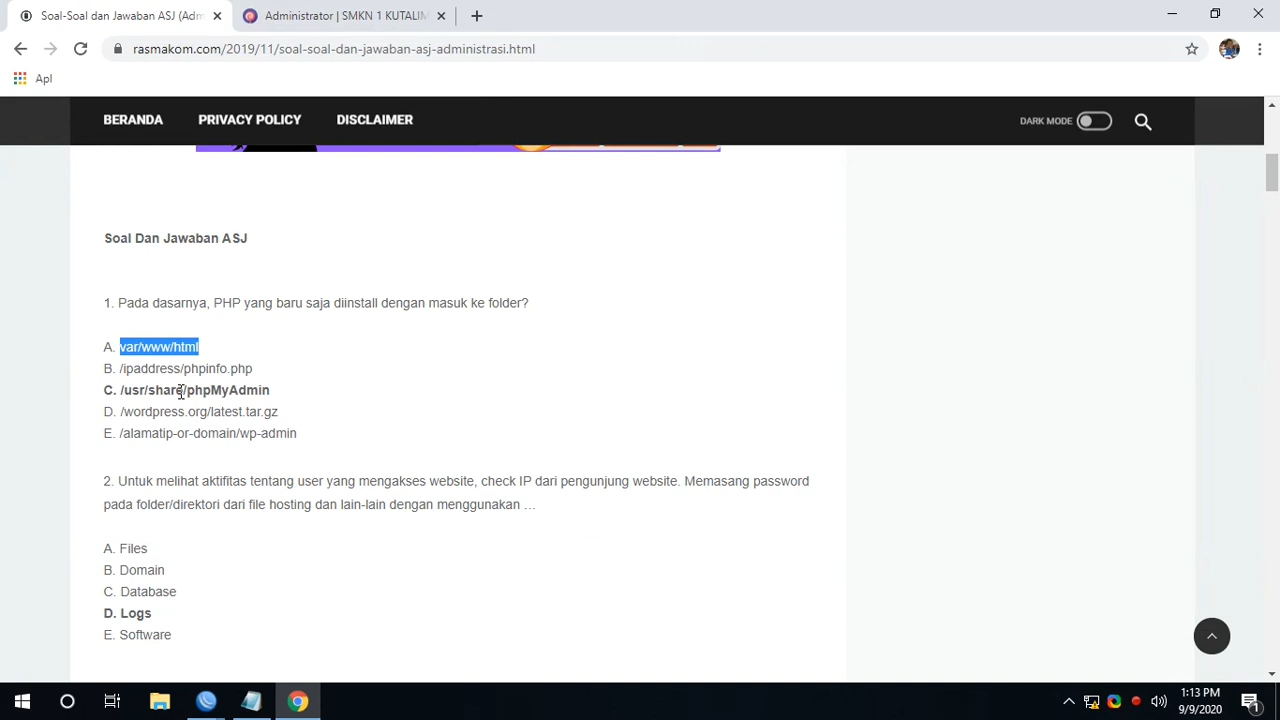 Soal-Soal dan Jawaban ASJ (Adm
Administrator | SMKN 1 KUTALIM
rasmakom.com/2019/11/soal-soal-dan-jawaban-asj-administrasi.html
Apl
BERANDA PRIVACY POLICY DISCLAIMER DARK MODE
Soal Dan Jawaban ASJ
1. Pada dasarnya, PHP yang baru saja diinstall dengan masuk ke folder?
A. var/www/html
B. /ipaddress/phpinfo.php
C. /usr/share/phpMyAdmin
D. /wordpress.org/latest.tar.gz
E. /alamatip-or-domain/wp-admin
2. Untuk melihat aktifitas tentang user yang mengakses website, check IP dari pengunjung website. Memasang password
pada folder/direktori dari file hosting dan lain-lain dengan menggunakan …
A. Files
B. Domain
C. Database
D. Logs
E. Software
1:13 PM
9/9/2020
1